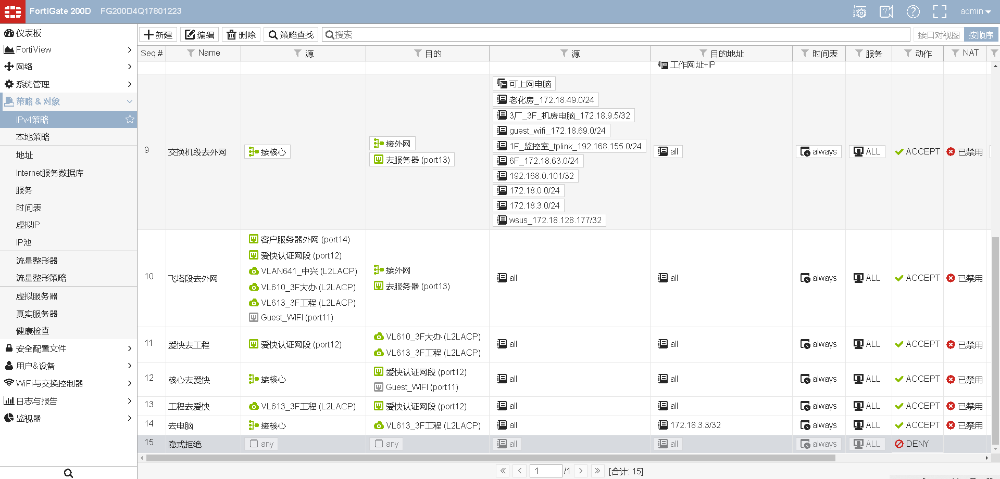 FortiGate 200D FG200D4Q17801223 admin
仪表板
FortiView
网络
系统管理
策略 & 对象
IPv4策略
本地策略
地址
Internet服务数据库
服务
时间表
虚拟IP
IP池
流量整形器
流量整形策略
虚拟服务器
真实服务器
健康检查
安全配置文件
用户&设备
WiFi与交换控制器
日志与报告
监视器
新建 编辑 删除 策略查找 搜索 接口对视图 按顺序
Seq.# Name 源 目的 源 目的地址 时间表 服务 动作 NAT
工作网址+IP
9 交换机段去外网 接核心
接外网
去服务器 (port13)
可上网电脑
老化房_172.18.49.0/24
3厂_3F_机房电脑_172.18.9.5/32
guest_wifi_172.18.69.0/24
1F_监控室_tplink_192.168.155.0/24
6F_172.18.63.0/24
192.168.0.101/32
172.18.0.0/24
172.18.3.0/24
wsus_172.18.128.177/32
all always ALL ACCEPT 已禁用
10 飞塔段去外网
客户服务器外网 (port14)
爱快认证网段 (port12)
VLAN641_中兴 (L2LACP)
VL610_3F大办 (L2LACP)
VL613_3F工程 (L2LACP)
Guest_WIFI (port11)
接外网
去服务器 (port13)
all all always ALL ACCEPT 已禁用
11 爱快去工程 爱快认证网段 (port12)
VL610_3F大办 (L2LACP)
VL613_3F工程 (L2LACP)
all all always ALL ACCEPT 已禁用
12 核心去爱快 接核心
爱快认证网段 (port12)
Guest_WIFI (port11)
all all always ALL ACCEPT 已禁用
13 工程去爱快 VL613_3F工程 (L2LACP) 爱快认证网段 (port12) all all always ALL ACCEPT 已禁用
14 去电脑 接核心 VL613_3F工程 (L2LACP) all 172.18.3.3/32 always ALL ACCEPT 已禁用
15 隐式拒绝 any any all all always ALL DENY
1 /1 [合计: 15]